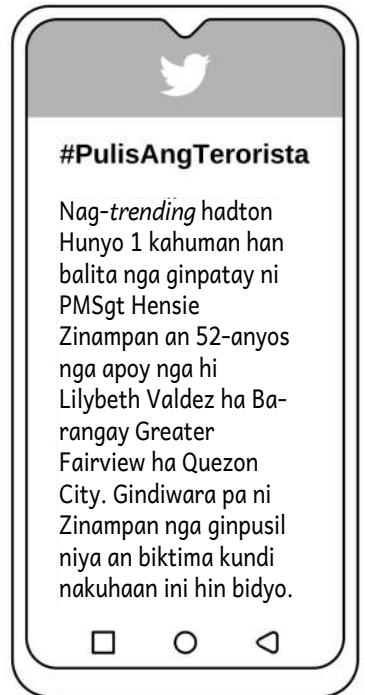 #PulisAngTerorista
Nag-trending hadton
Hunyo 1 kahuman han
balita nga ginpatay ni
PMSgt Hensie
Zinampan an 52-anyos
nga apoy nga hi
Lilybeth Valdez ha Ba-
rangay Greater
Fairview ha Quezon
City. Gindiwara pa ni
Zinampan nga ginpusil
niya an biktima kundi
nakuhaan ini hin bidyo.